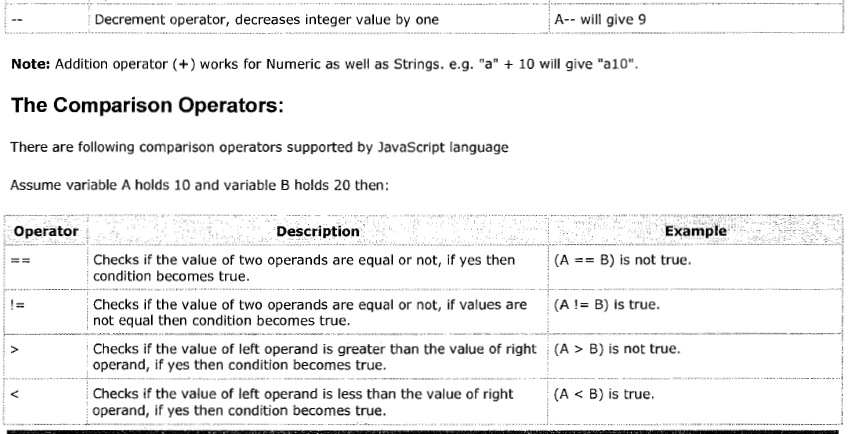 -- Decrement operator, decreases integer value by one A-- will give 9
Note: Addition operator (+) works for Numeric as well as Strings. e.g. "a" + 10 will give "a10".
The Comparison Operators:
There are following comparison operators supported by JavaScript language
Assume variable A holds 10 and variable B holds 20 then:
Operator Description Example
== Checks if the value of two operands are equal or not, if yes then (A == B) is not true.
condition becomes true.
!= Checks if the value of two operands are equal or not, if values are (A != B) is true.
not equal then condition becomes true.
> Checks if the value of left operand is greater than the value of right (A > B) is not true.
operand, if yes then condition becomes true.
< Checks if the value of left operand is less than the value of right (A < B) is true.
operand, if yes then condition becomes true.